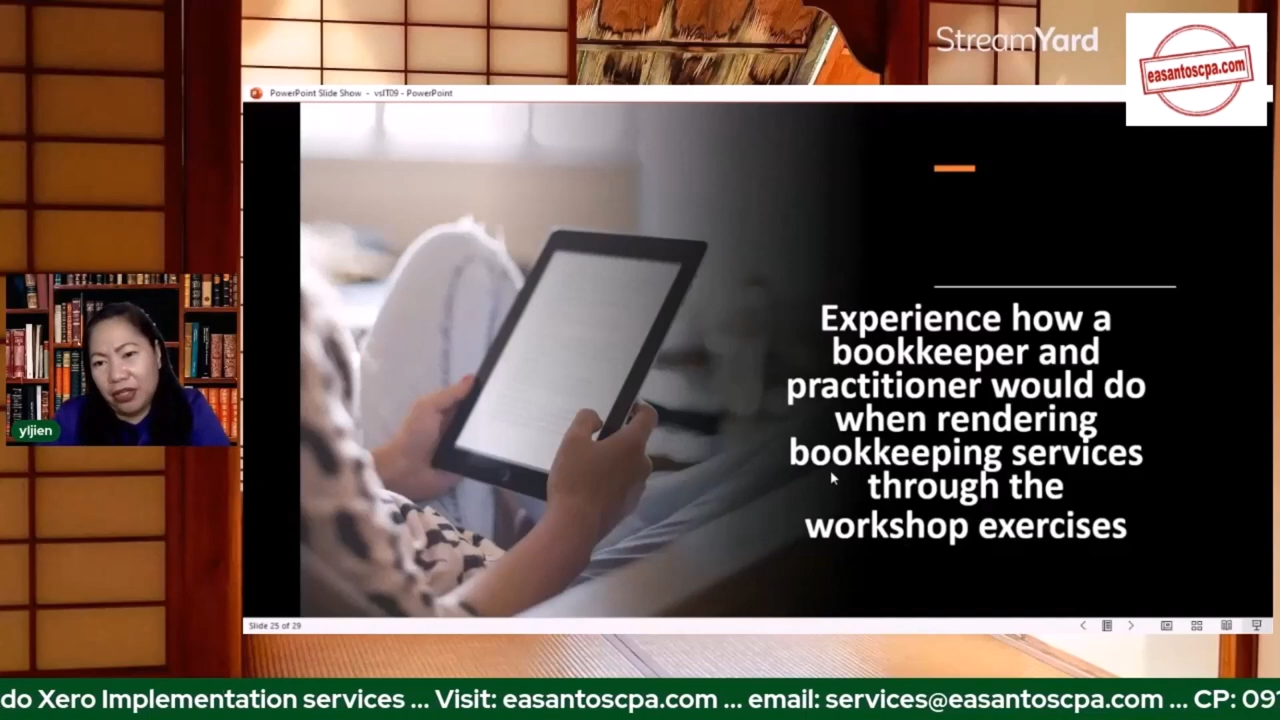 StreamYard
easantoscpa.com
PowerPoint Slide Show - vsIT09 - PowerPoint
Experience how a
bookkeeper and
practitioner would do
when rendering
bookkeeping services
through the
workshop exercises
yljien
Slide 25 of 29
do Xero Implementation services ... Visit: easantoscpa.com ... email: services@easantoscpa.com ... CP: